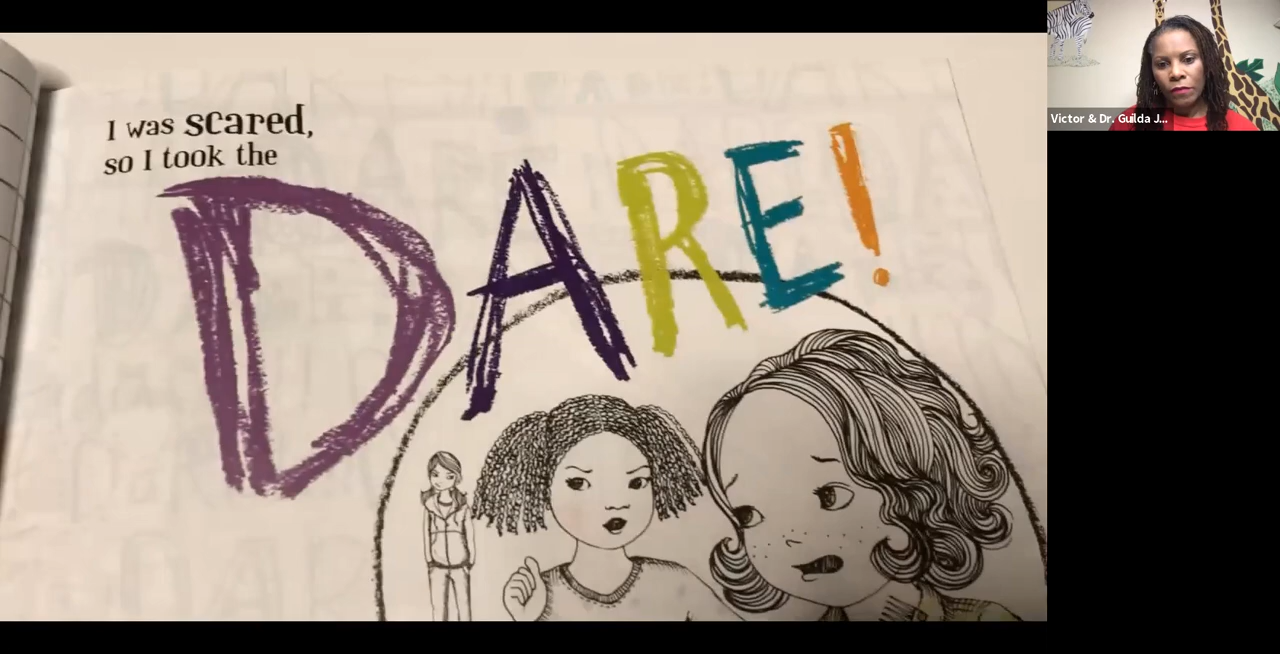 I was scared,
so I took the
DARE!
Victor & Dr. Guilda J...